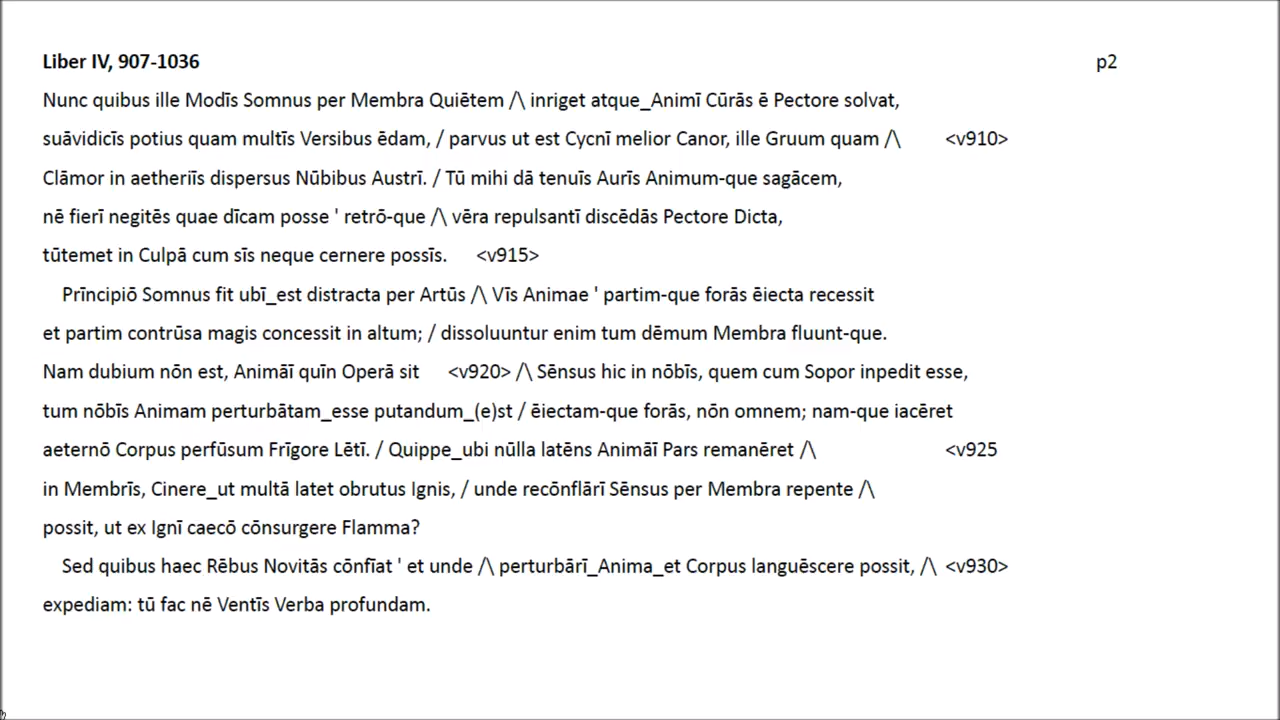 Liber IV, 907-1036 p2
Nunc quibus ille Modīs Somnus per Membra Quiētem /\ inriget atque_Animī Cūrās ē Pectore solvat,
suāvidicīs potius quam multīs Versibus ēdam, / parvus ut est Cycnī melior Canor, ille Gruum quam /\ <v910>
Clāmor in aetheriīs dispersus Nūbibus Austrī. / Tū mihi dā tenuīs Aurīs Animum-que sagācem,
nē fierī negitēs quae dīcam posse ' retrō-que /\ vēra repulsantī discēdās Pectore Dicta,
tūtemet in Culpā cum sīs neque cernere possīs. <v915>
Prīncipiō Somnus fit ubī_est distracta per Artūs /\ Vīs Animae ' partim-que forās ēiecta recessit
et partim contrūsa magis concessit in altum; / dissoluuntur enim tum dēmum Membra fluunt-que.
Nam dubium nōn est, Animāī quīn Operā sit <v920> /\ Sēnsus hic in nōbīs, quem cum Sopor inpedit esse,
tum nōbīs Animam perturbātam_esse putandum_(e)st / ēiectam-que forās, nōn omnem; nam-que iacēret
aeternō Corpus perfūsum Frīgore Lētī. / Quippe_ubi nūlla latēns Animāī Pars remanēret /\ <v925
in Membrīs, Cinere_ut multā latet obrutus Ignis, / unde recōnflārī Sēnsus per Membra repente /\
possit, ut ex Ignī caecō cōnsurgere Flamma?
Sed quibus haec Rēbus Novitās cōnfīat ' et unde /\ perturbārī_Anima_et Corpus languēscere possit, /\ <v930>
expediam: tū fac nē Ventīs Verba profundam.